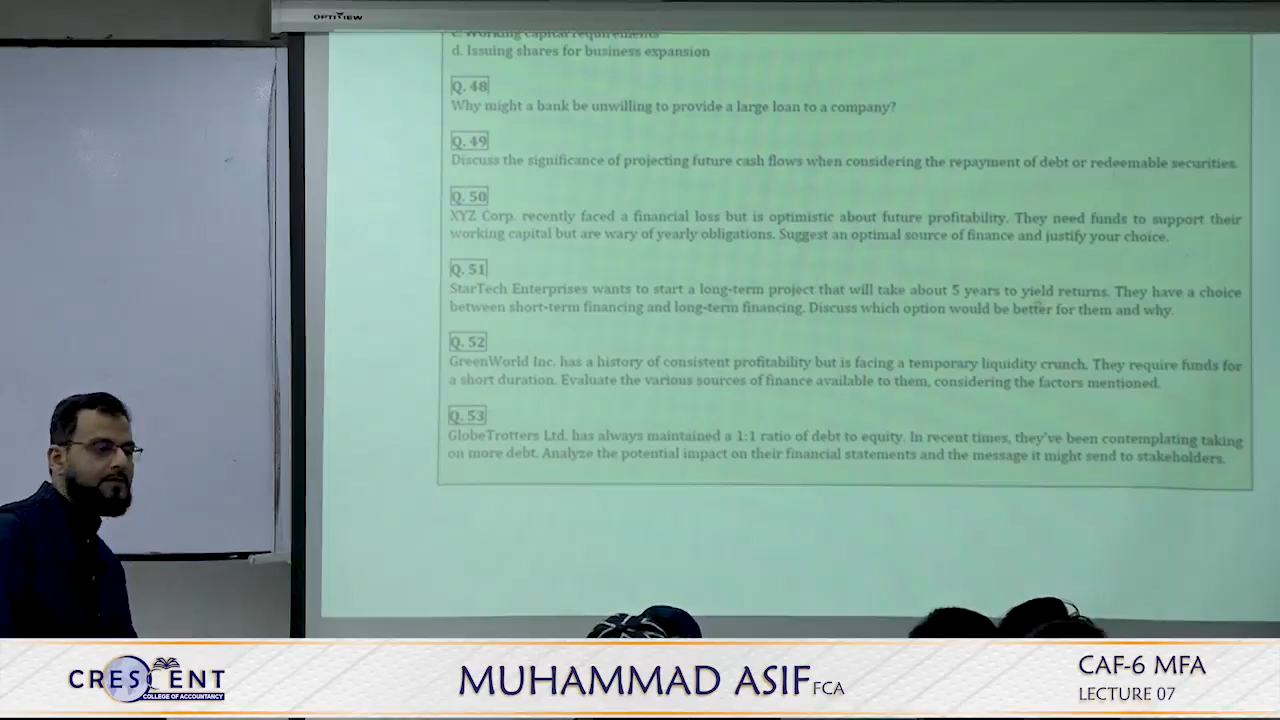 OPTIVIEW
c. Working capital requirements
d. Issuing shares for business expansion
Q. 48
Why might a bank be unwilling to provide a large loan to a company?
Q. 49
Discuss the significance of projecting future cash flows when considering the repayment of debt or redeemable securities.
Q. 50
XYZ Corp. recently faced a financial loss but is optimistic about future profitability. They need funds to support their
working capital but are wary of yearly obligations. Suggest an optimal source of finance and justify your choice.
Q. 51
StarTech Enterprises wants to start a long-term project that will take about 5 years to yield returns. They have a choice
between short-term financing and long-term financing. Discuss which option would be better for them and why.
Q. 52
GreenWorld Inc. has a history of consistent profitability but is facing a temporary liquidity crunch. They require funds for
a short duration. Evaluate the various sources of finance available to them, considering the factors mentioned.
Q. 53
GlobeTrotters Ltd. has always maintained a 1:1 ratio of debt to equity. In recent times, they've been contemplating taking
on more debt. Analyze the potential impact on their financial statements and the message it might send to stakeholders.
CRESCENT
COLLEGE OF ACCOUNTANCY
MUHAMMAD ASIF FCA
CAF-6 MFA
LECTURE 07